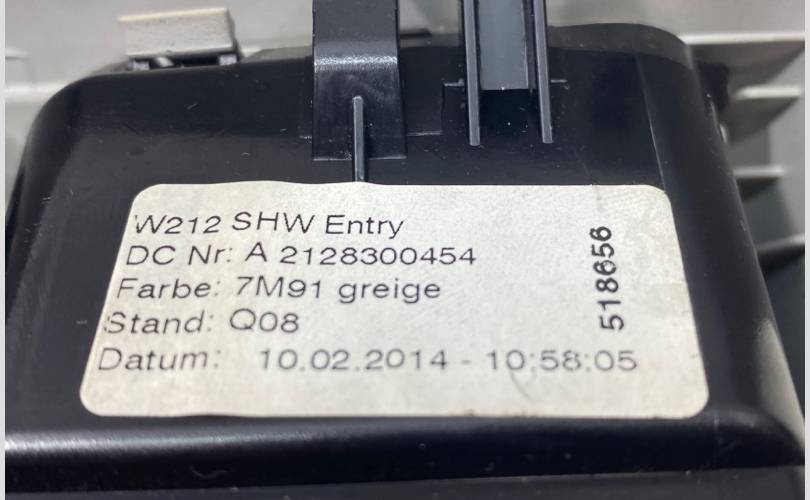 W212 SHW Entry
DC Nr: A 2128300454
Farbe: 7M91 greige
Stand: Q08
Datum: 10.02.2014 - 10:58:05
518656